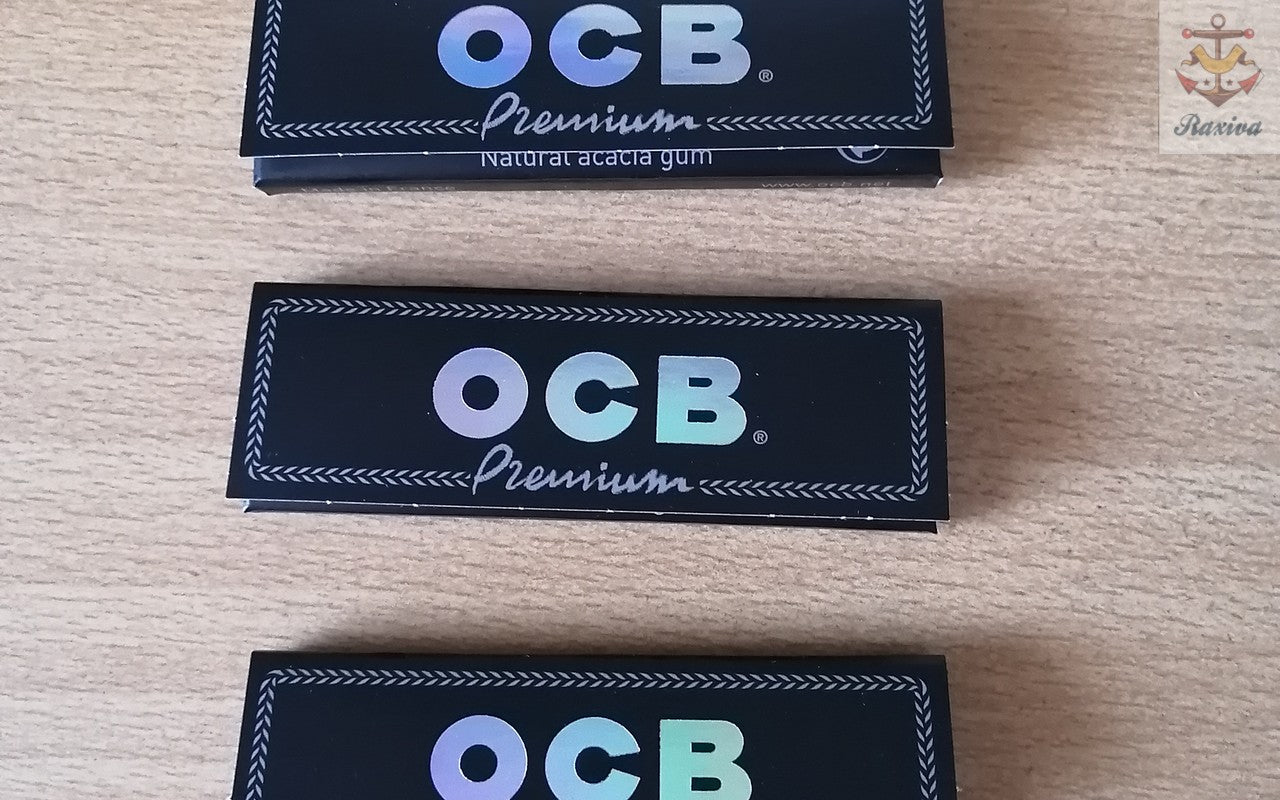 OCB®
Premium
Natural acacia gum
www.ocb.net
Raxiva
OCB®
Premium
OCB